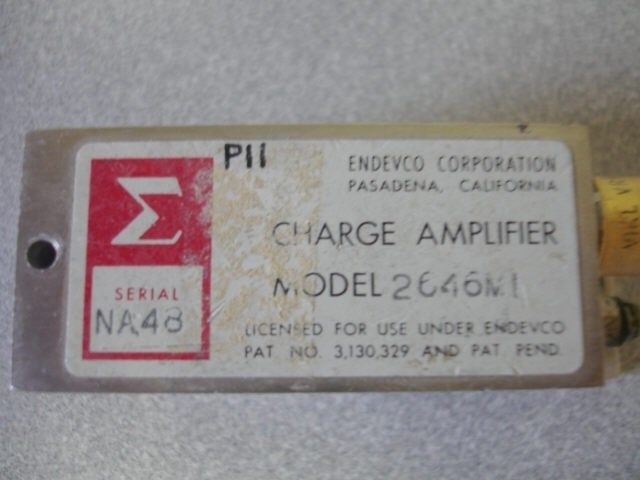 PII
ENDEVCO CORPORATION
PASADENA, CALIFORNIA
Σ
CHARGE AMPLIFIER
MODEL 2646M1
SERIAL
NA48
LICENSED FOR USE UNDER ENDEVCO
PAT. NO. 3,130,329 AND PAT. PEND.